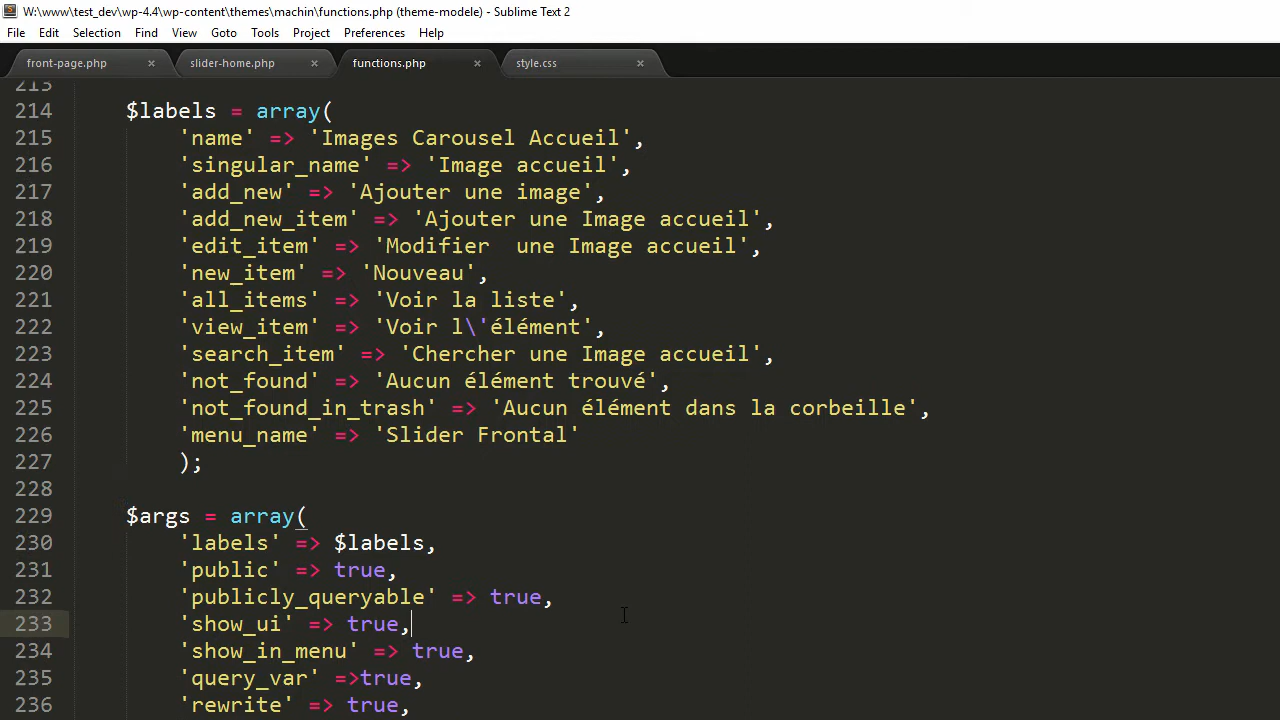 W:\www\test_dev\wp-4.4\wp-content\themes\machin\functions.php (theme-modele) - Sublime Text 2
File Edit Selection Find View Goto Tools Project Preferences Help
front-page.php × slider-home.php × functions.php × style.css ×
213
214 $labels = array(
215 'name' => 'Images Carousel Accueil',
216 'singular_name' => 'Image accueil',
217 'add_new' => 'Ajouter une image',
218 'add_new_item' => 'Ajouter une Image accueil',
219 'edit_item' => 'Modifier  une Image accueil',
220 'new_item' => 'Nouveau',
221 'all_items' => 'Voir la liste',
222 'view_item' => 'Voir l\'élément',
223 'search_item' => 'Chercher une Image accueil',
224 'not_found' => 'Aucun élément trouvé',
225 'not_found_in_trash' => 'Aucun élément dans la corbeille',
226 'menu_name' => 'Slider Frontal'
227 );
228
229 $args = array(
230 'labels' => $labels,
231 'public' => true,
232 'publicly_queryable' => true,
233 'show_ui' => true,
234 'show_in_menu' => true,
235 'query_var' =>true,
236 'rewrite' => true,